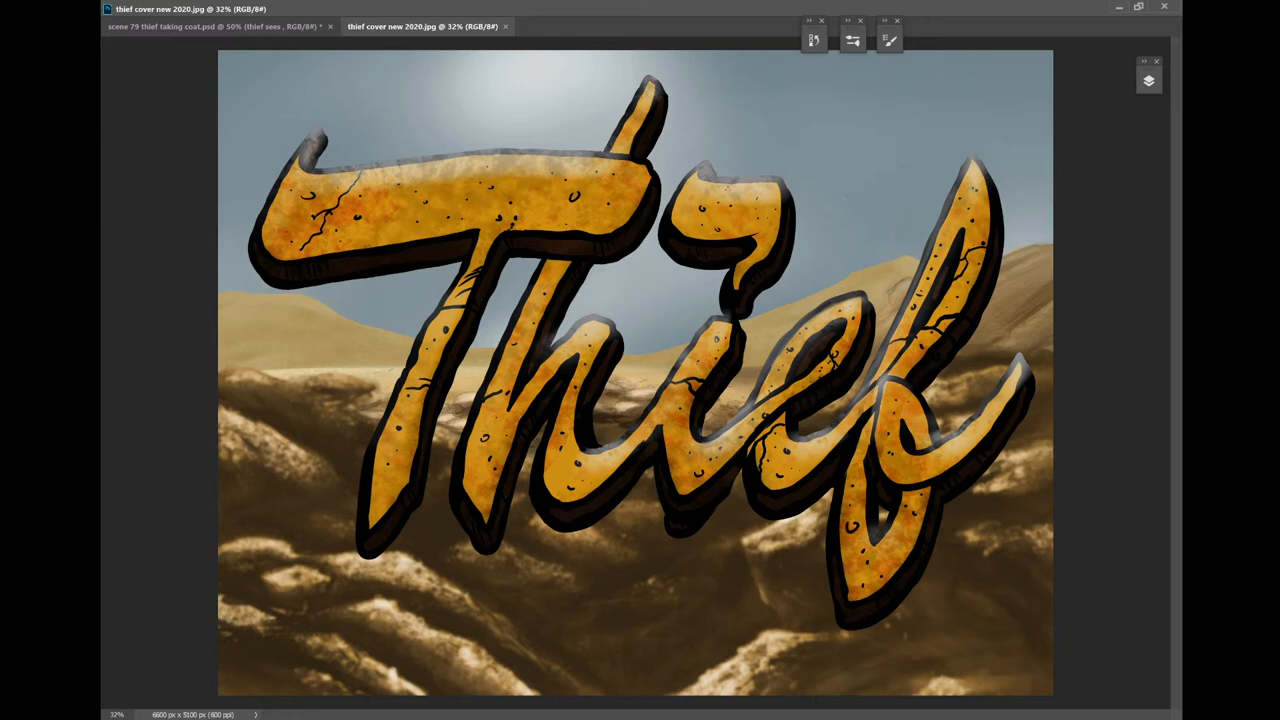 thief cover new 2020.jpg @ 32% (RGB/8#)
scene 79 thief taking coat.psd @ 50% (thief sees , RGB/8#) * ×
thief cover new 2020.jpg @ 32% (RGB/8#) ×
Thief
32% 6600 px x 5100 px (600 ppi)